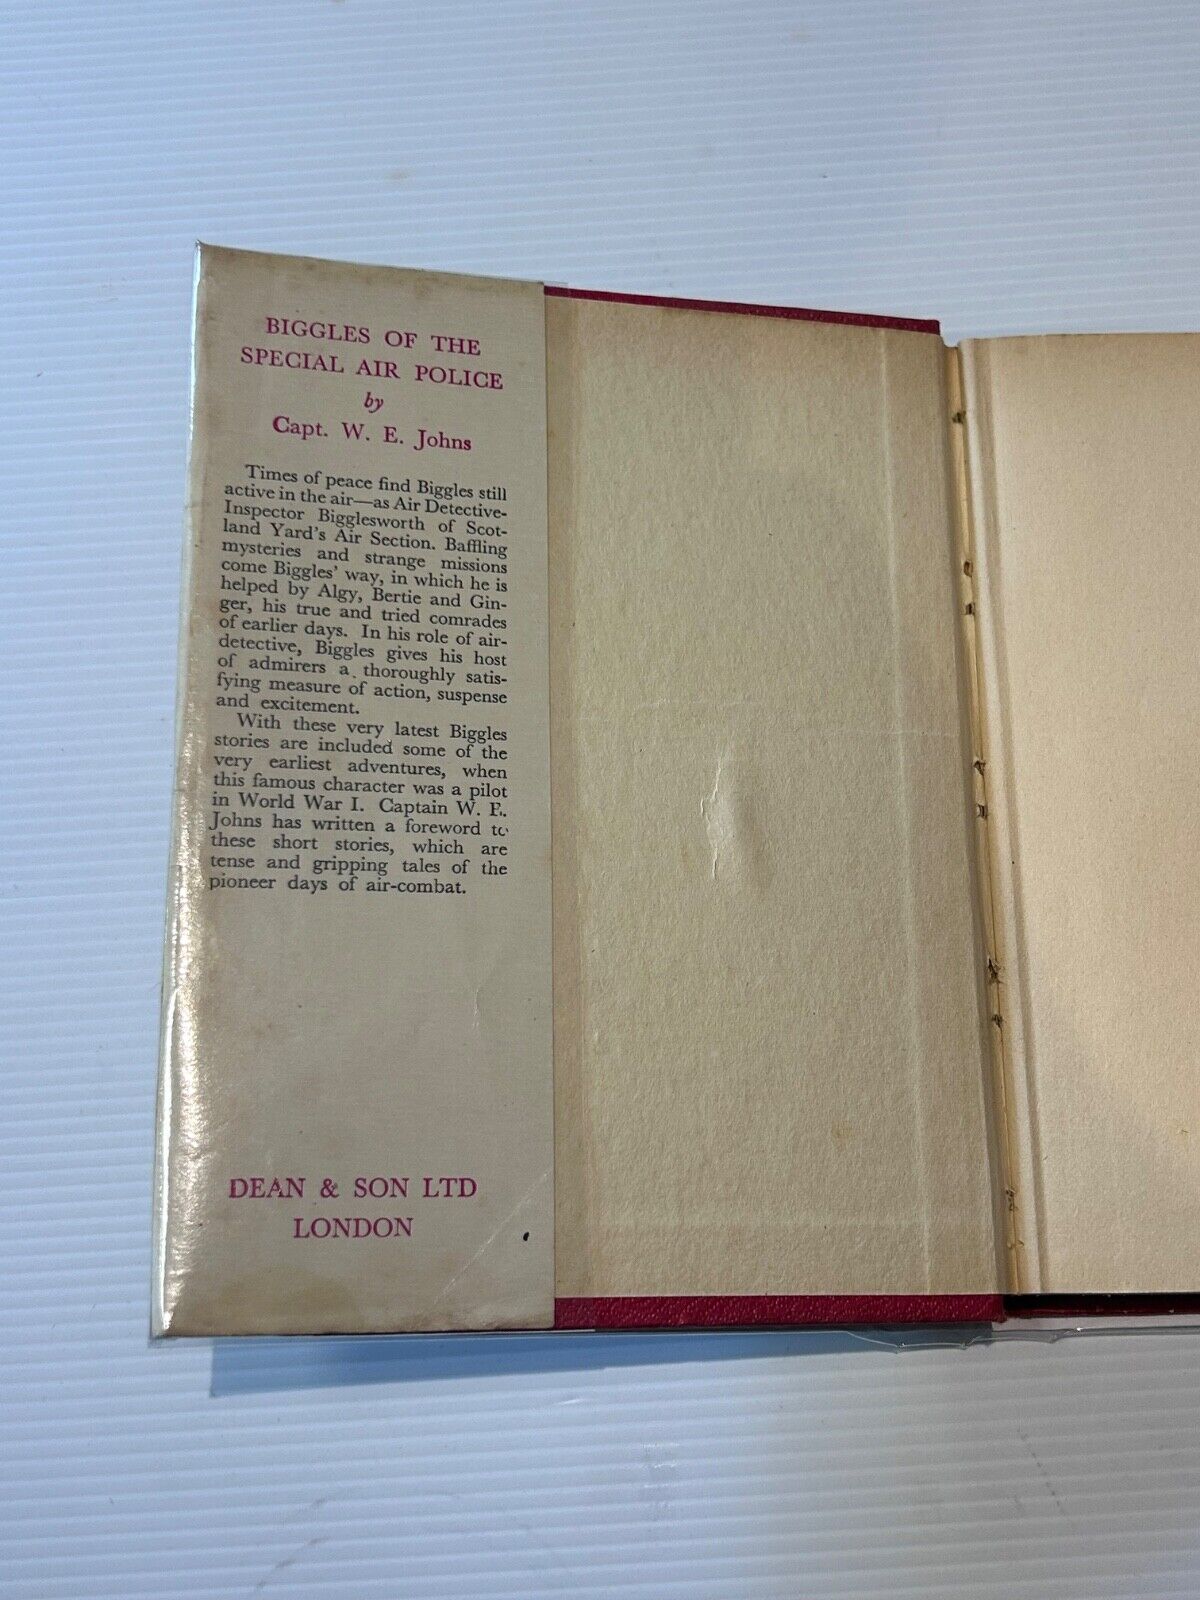 BIGGLES OF THE
SPECIAL AIR POLICE
by
Capt. W. E. Johns
Times of peace find Biggles still
active in the air—as Air Detective-
Inspector Bigglesworth of Scot-
land Yard's Air Section. Baffling
mysteries and strange missions
come Biggles' way, in which he is
helped by Algy, Bertie and Gin-
ger, his true and tried comrades
of earlier days. In his role of air-
detective, Biggles gives his host
of admirers a thoroughly satis-
fying measure of action, suspense
and excitement.
With these very latest Biggles
stories are included some of the
very earliest adventures, when
this famous character was a pilot
in World War I. Captain W. E.
Johns has written a foreword to
these short stories, which are
tense and gripping tales of the
pioneer days of air-combat.
DEAN & SON LTD
LONDON